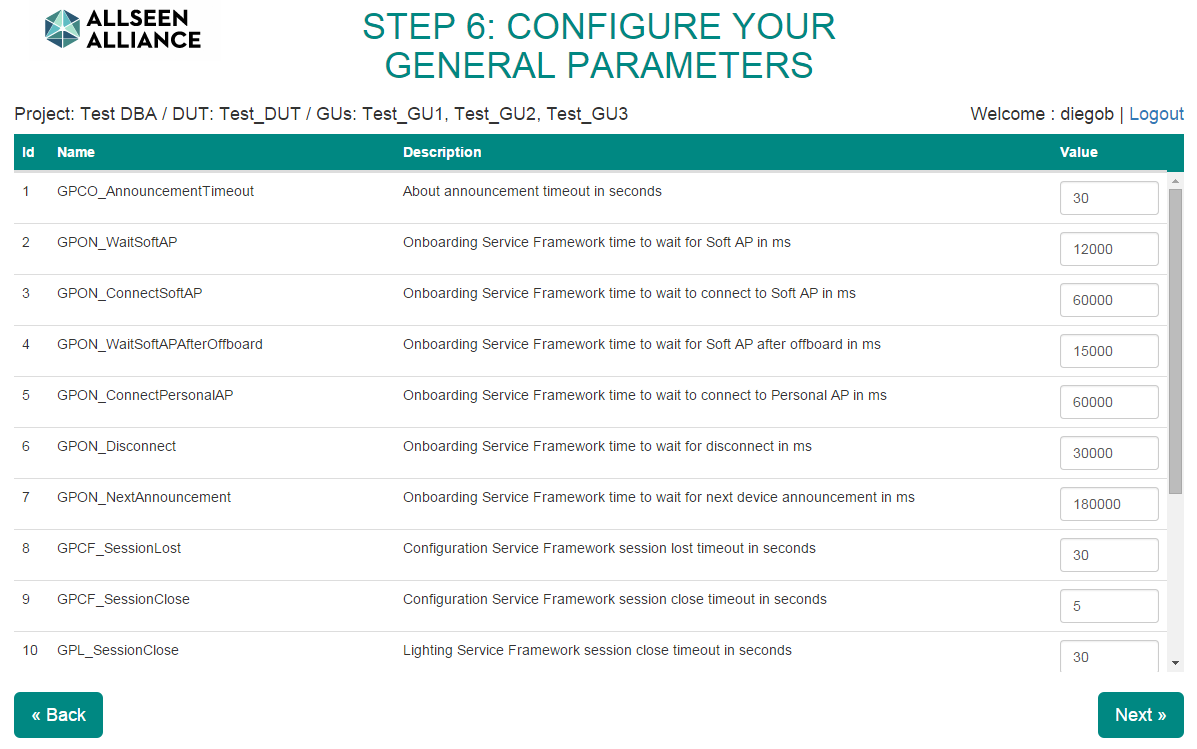 ALLSEEN
ALLIANCE
STEP 6: CONFIGURE YOUR
GENERAL PARAMETERS
Project: Test DBA / DUT: Test_DUT / GUs: Test_GU1, Test_GU2, Test_GU3
Welcome : diegob | Logout
Id Name Description Value
1 GPCO_AnnouncementTimeout About announcement timeout in seconds 30
2 GPON_WaitSoftAP Onboarding Service Framework time to wait for Soft AP in ms 12000
3 GPON_ConnectSoftAP Onboarding Service Framework time to wait to connect to Soft AP in ms 60000
4 GPON_WaitSoftAPAfterOffboard Onboarding Service Framework time to wait for Soft AP after offboard in ms 15000
5 GPON_ConnectPersonalAP Onboarding Service Framework time to wait to connect to Personal AP in ms 60000
6 GPON_Disconnect Onboarding Service Framework time to wait for disconnect in ms 30000
7 GPON_NextAnnouncement Onboarding Service Framework time to wait for next device announcement in ms 180000
8 GPCF_SessionLost Configuration Service Framework session lost timeout in seconds 30
9 GPCF_SessionClose Configuration Service Framework session close timeout in seconds 5
10 GPL_SessionClose Lighting Service Framework session close timeout in seconds 30
« Back
Next »